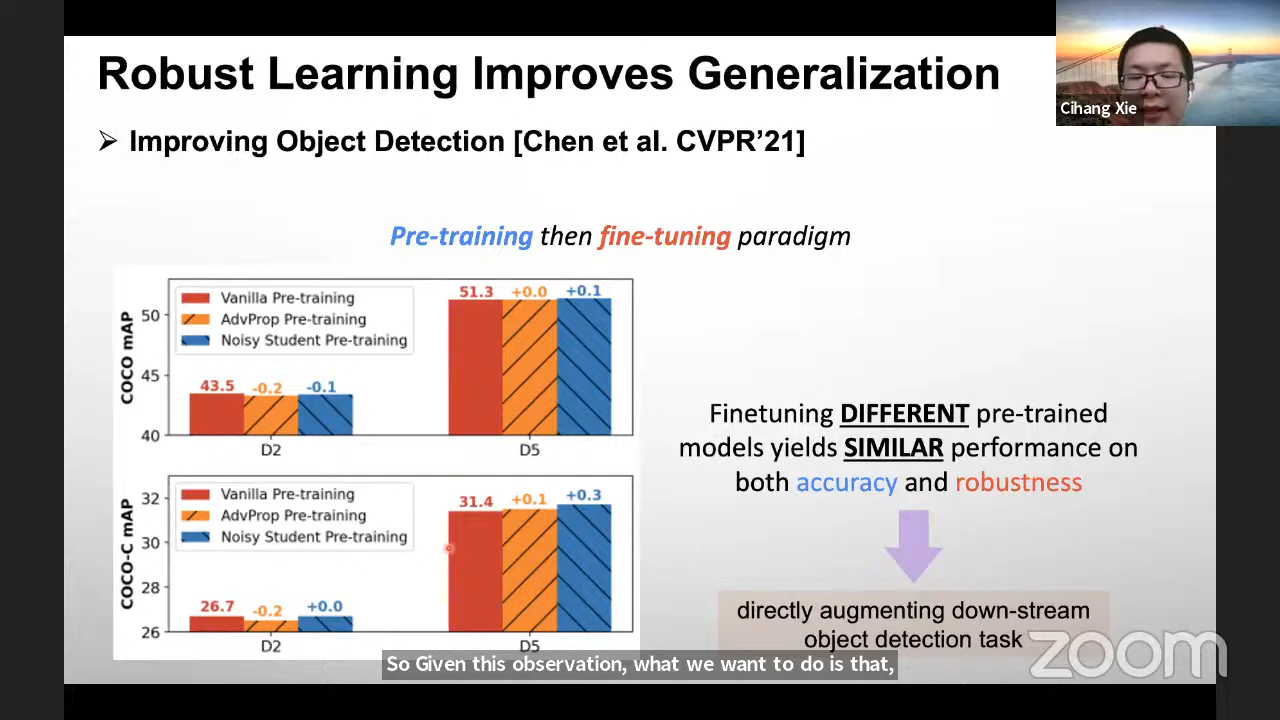 Robust Learning Improves Generalization
Cihang Xie
➢ Improving Object Detection [Chen et al. CVPR’21]
Pre-training then fine-tuning paradigm
COCO mAP
50
45
40
Vanilla Pre-training
AdvProp Pre-training
Noisy Student Pre-training
43.5 -0.2 -0.1
51.3 +0.0 +0.1
D2 D5
COCO-C mAP
32
30
28
26
Vanilla Pre-training
AdvProp Pre-training
Noisy Student Pre-training
26.7 -0.2 +0.0
31.4 +0.1 +0.3
D2 D5
Finetuning DIFFERENT pre-trained
models yields SIMILAR performance on
both accuracy and robustness
directly augmenting down-stream
object detection task
zoom
So Given this observation, what we want to do is that,